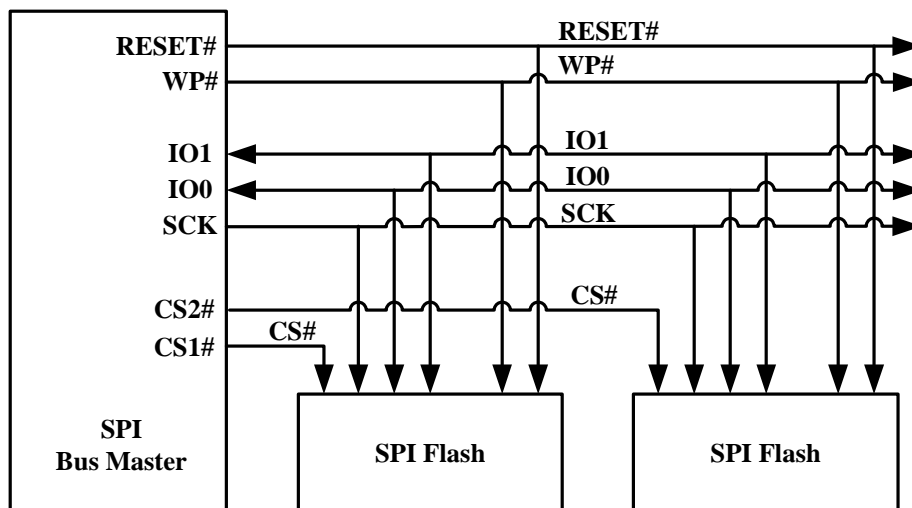 RESET#
RESET#
WP#
WP#
IO1
IO1
IO0
IO0
SCK
SCK
CS2#
CS#
CS1#
CS#
SPI
Bus Master
SPI Flash
SPI Flash